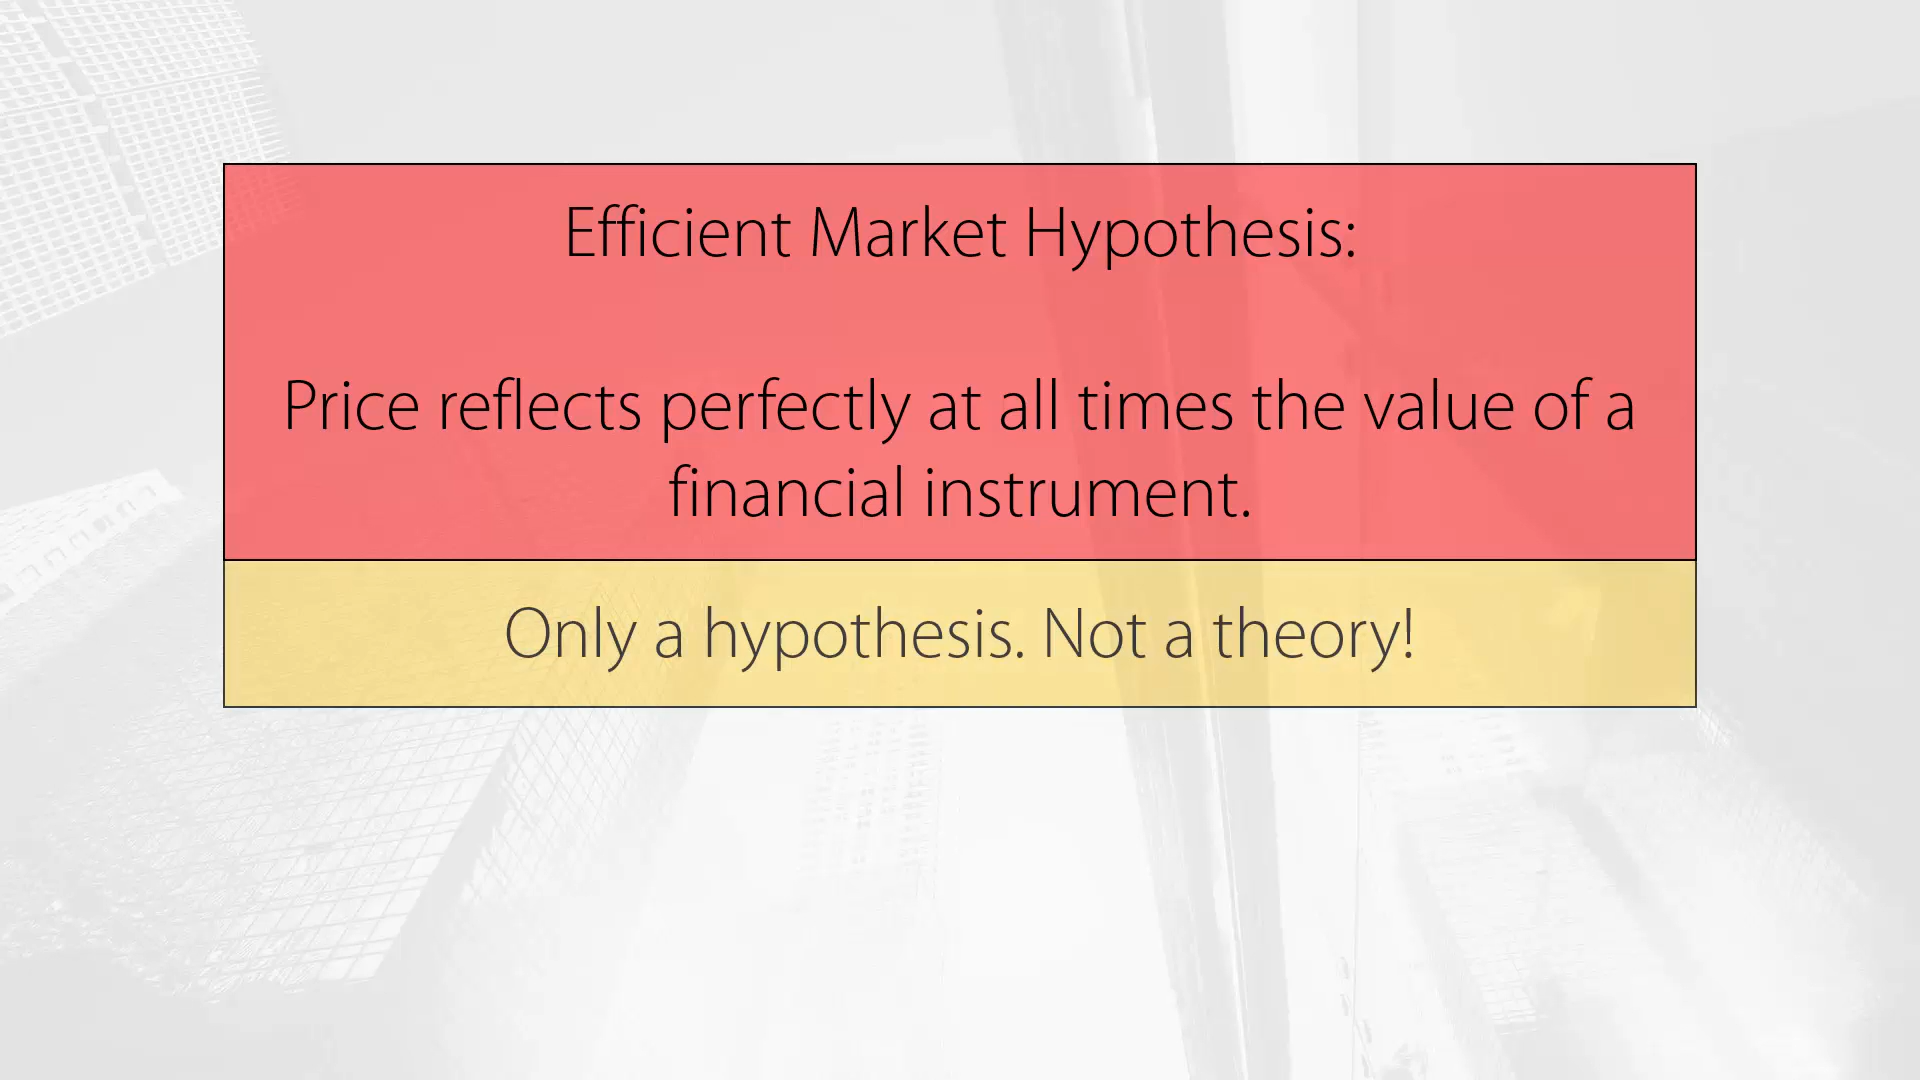 Efficient Market Hypothesis:
Price reflects perfectly at all times the value of a
financial instrument.
Only a hypothesis. Not a theory!